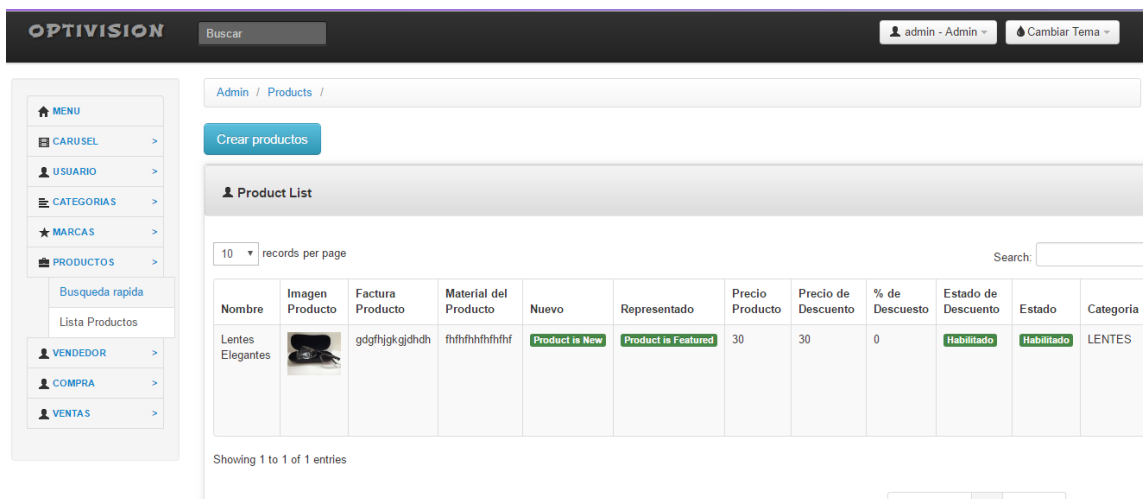 OPTIVISION
Buscar
admin - Admin
Cambiar Tema
MENU
CARUSEL >
USUARIO >
CATEGORIAS >
MARCAS >
PRODUCTOS >
Busqueda rapida
Lista Productos
VENDEDOR >
COMPRA >
VENTAS >
Admin / Products /
Crear productos
Product List
10 records per page
Search:
Nombre
Imagen Producto
Factura Producto
Material del Producto
Nuevo
Representado
Precio Producto
Precio de Descuento
% de Descuesto
Estado de Descuento
Estado
Categoria
Lentes Elegantes
gdgfhjgkgjdhdh
fhfhfhhfhfhfhf
Product is New
Product is Featured
30
30
0
Habilitado
Habilitado
LENTES
Showing 1 to 1 of 1 entries